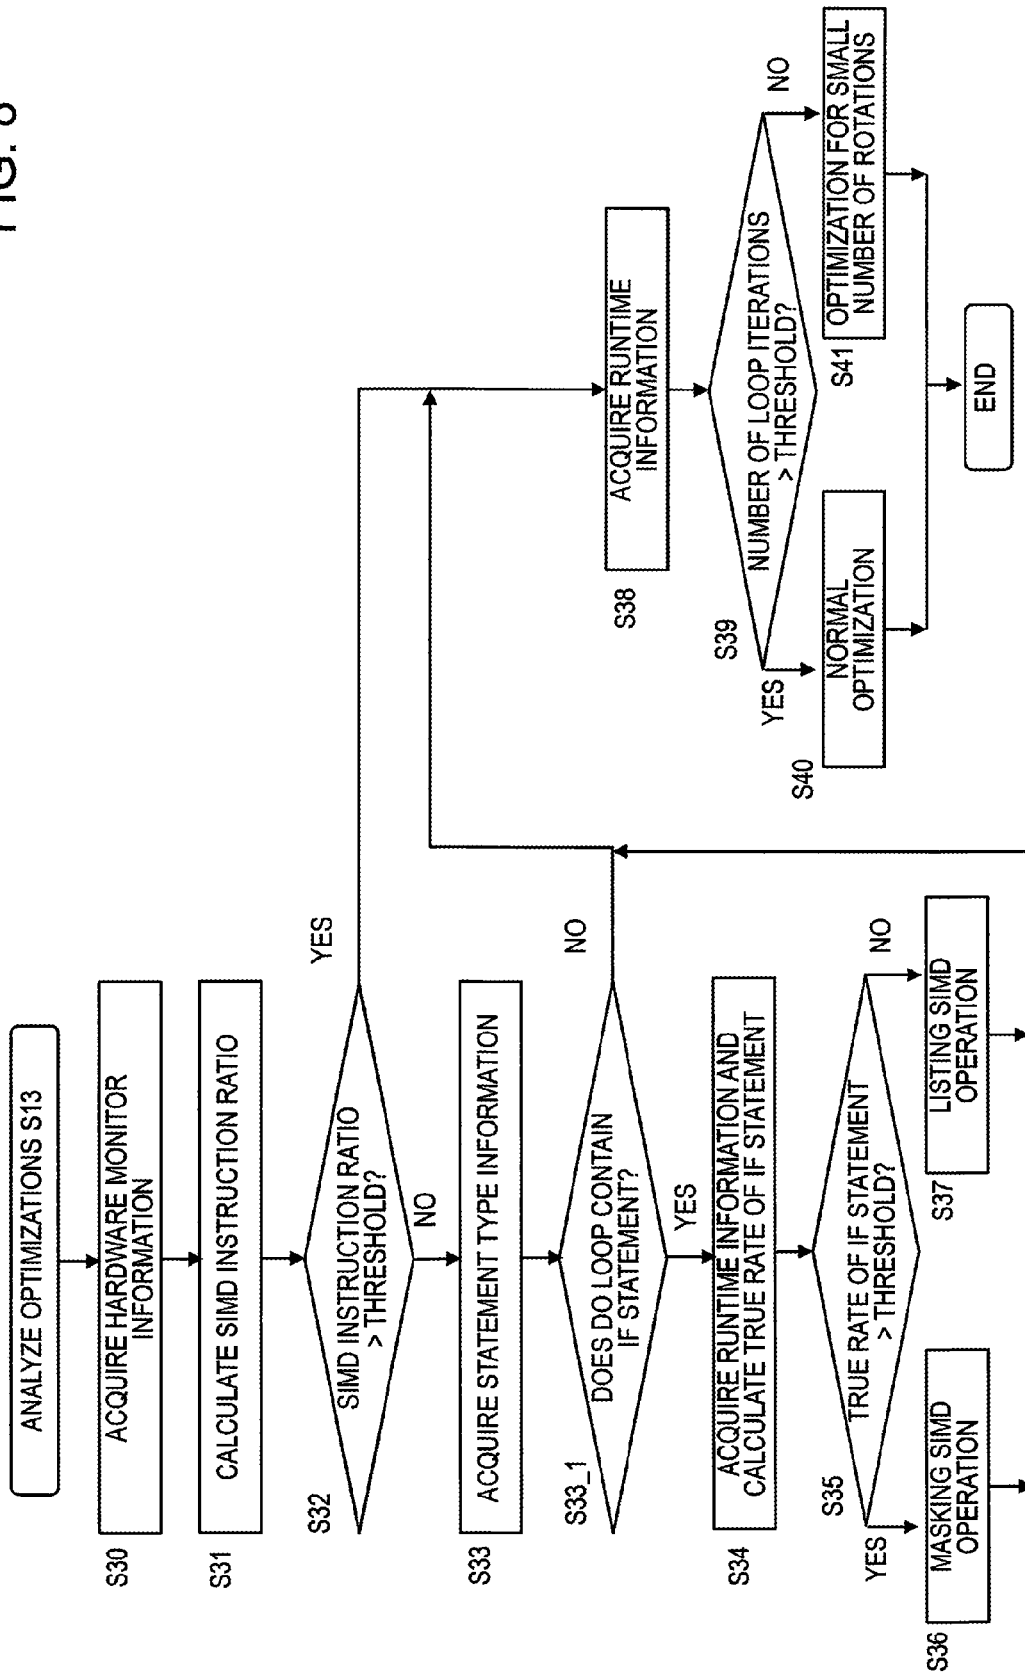 FIG. 8
ANALYZE OPTIMIZATIONS S13
S30
ACQUIRE HARDWARE MONITOR
INFORMATION
S31
CALCULATE SIMD INSTRUCTION RATIO
S32
SIMD INSTRUCTION RATIO
> THRESHOLD?
YES
NO
S33
ACQUIRE STATEMENT TYPE INFORMATION
S33_1
DOES DO LOOP CONTAIN
IF STATEMENT?
NO
YES
S34
ACQUIRE RUNTIME INFORMATION AND
CALCULATE TRUE RATE OF IF STATEMENT
S35
TRUE RATE OF IF STATEMENT
> THRESHOLD?
YES
NO
S36
MASKING SIMD
OPERATION
S37
LISTING SIMD
OPERATION
S38
ACQUIRE RUNTIME
INFORMATION
S39
NUMBER OF LOOP ITERATIONS
> THRESHOLD?
YES
NO
S40
NORMAL
OPTIMIZATION
S41
OPTIMIZATION FOR SMALL
NUMBER OF ROTATIONS
END